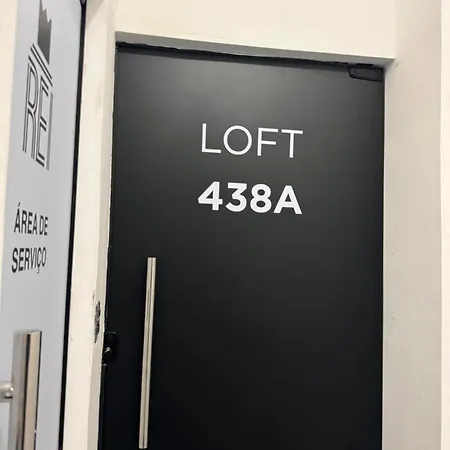 REI
ÁREA DE
SERVIÇO
LOFT
438A